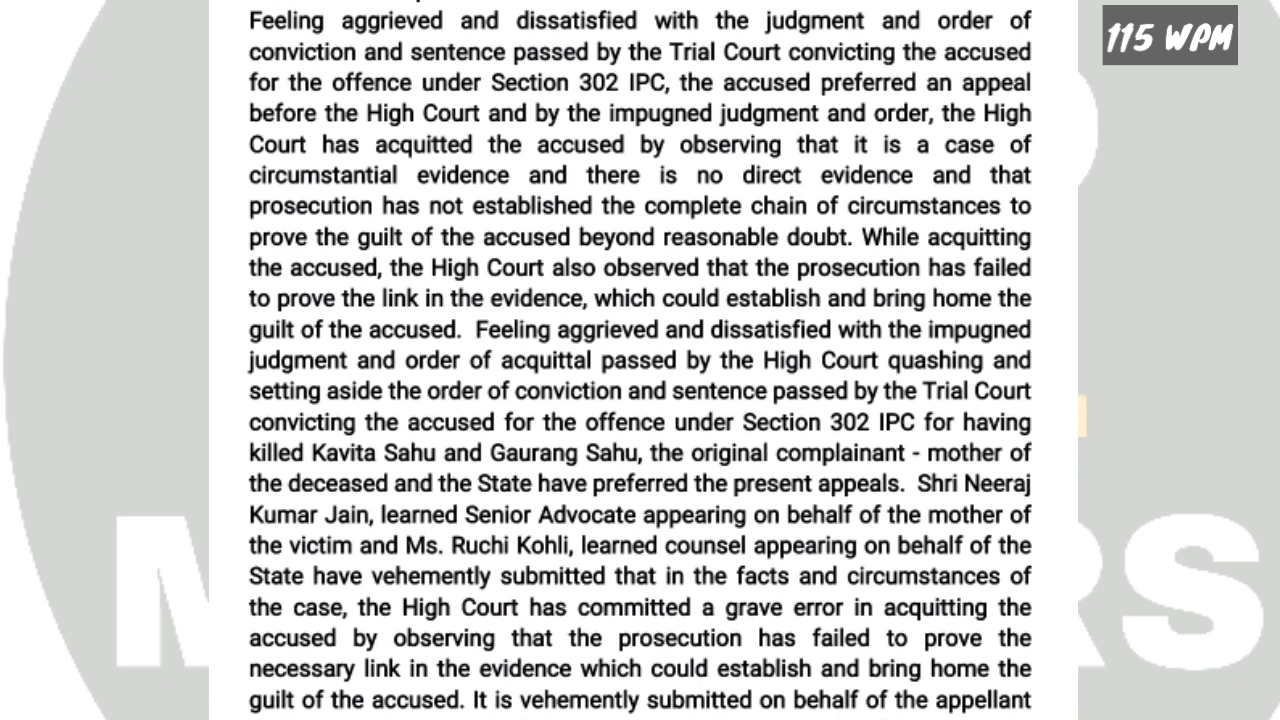 115 WPM
Feeling aggrieved and dissatisfied with the judgment and order of
conviction and sentence passed by the Trial Court convicting the accused
for the offence under Section 302 IPC, the accused preferred an appeal
before the High Court and by the impugned judgment and order, the High
Court has acquitted the accused by observing that it is a case of
circumstantial evidence and there is no direct evidence and that
prosecution has not established the complete chain of circumstances to
prove the guilt of the accused beyond reasonable doubt. While acquitting
the accused, the High Court also observed that the prosecution has failed
to prove the link in the evidence, which could establish and bring home the
guilt of the accused.  Feeling aggrieved and dissatisfied with the impugned
judgment and order of acquittal passed by the High Court quashing and
setting aside the order of conviction and sentence passed by the Trial Court
convicting the accused for the offence under Section 302 IPC for having
killed Kavita Sahu and Gaurang Sahu, the original complainant - mother of
the deceased and the State have preferred the present appeals.  Shri Neeraj
Kumar Jain, learned Senior Advocate appearing on behalf of the mother of
the victim and Ms. Ruchi Kohli, learned counsel appearing on behalf of the
State have vehemently submitted that in the facts and circumstances of
the case, the High Court has committed a grave error in acquitting the
accused by observing that the prosecution has failed to prove the
necessary link in the evidence which could establish and bring home the
guilt of the accused. It is vehemently submitted on behalf of the appellant